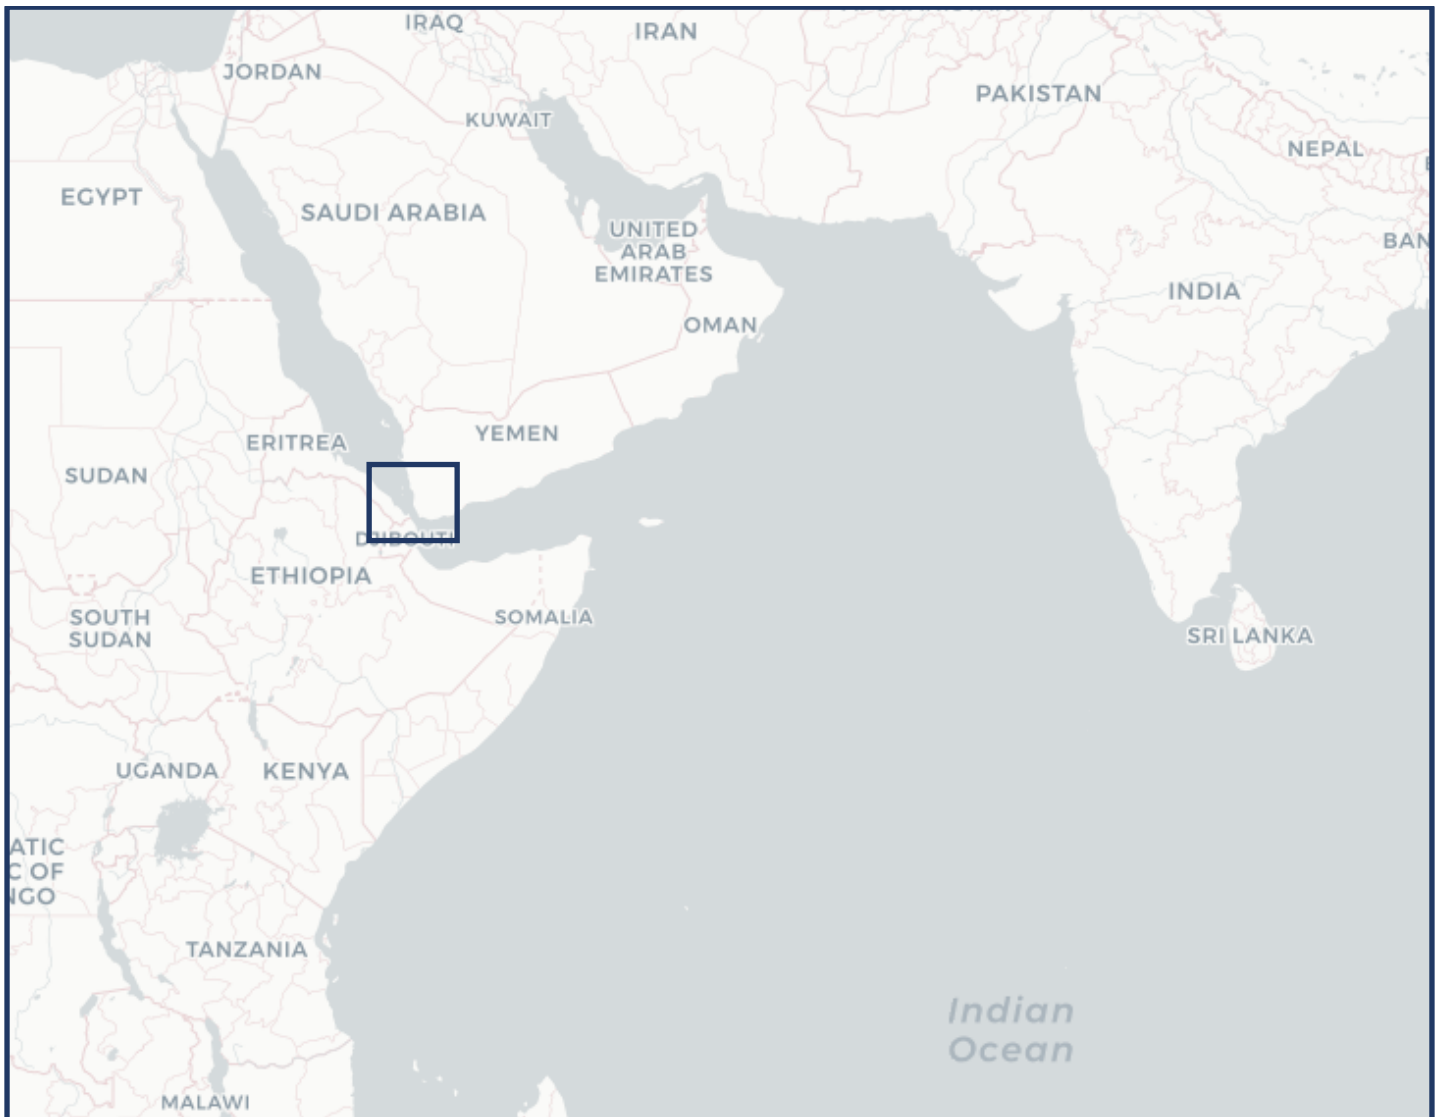 IRAQ
IRAN
JORDAN
PAKISTAN
KUWAIT
NEPAL
EGYPT
SAUDI ARABIA
UNITED
ARAB
EMIRATES
BAN
INDIA
OMAN
ERITREA
YEMEN
SUDAN
DJIBOUTI
ETHIOPIA
SOUTH
SUDAN
SOMALIA
SRI LANKA
UGANDA
KENYA
ATIC
C OF
NGO
TANZANIA
Indian
Ocean
MALAWI